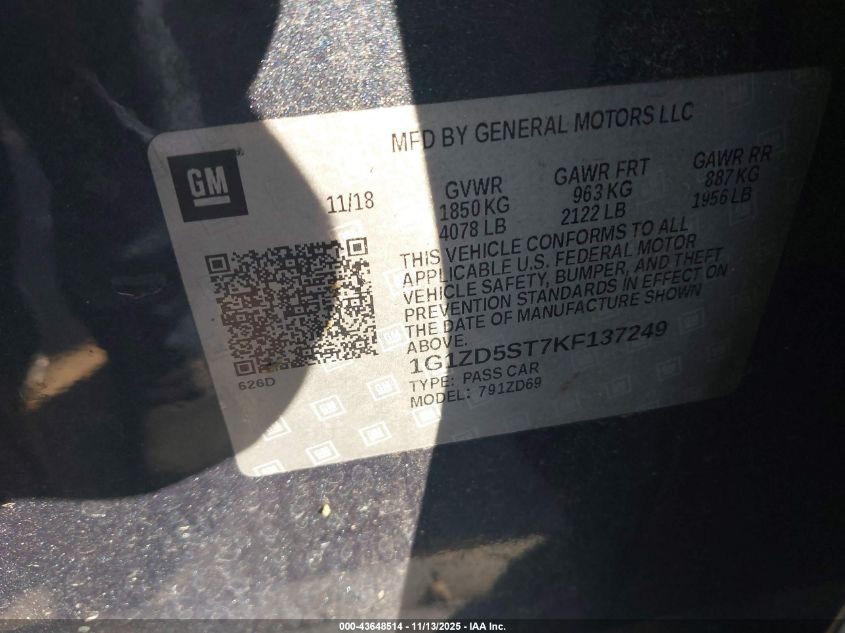 MFD BY GENERAL MOTORS LLC
GM®
11/18
GVWR
1850 KG
4078 LB
GAWR FRT
963 KG
2122 LB
GAWR RR
887 KG
1956 LB
THIS VEHICLE CONFORMS TO ALL
APPLICABLE U.S. FEDERAL MOTOR
VEHICLE SAFETY, BUMPER, AND THEFT
PREVENTION STANDARDS IN EFFECT ON
THE DATE OF MANUFACTURE SHOWN
ABOVE.
1G1ZD5ST7KF137249
TYPE: PASS CAR
MODEL: 791ZD69
626D
000-43648514 - 11/13/2025 - IAA Inc.